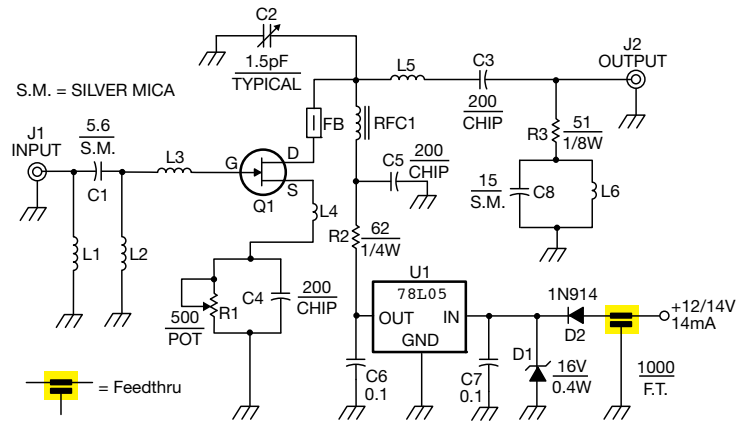 C2
1.5pF
TYPICAL
S.M. = SILVER MICA
J2
OUTPUT
L5
C3
200
CHIP
FB
RFC1
R3
51
1/8W
J1
INPUT
5.6
S.M.
C1
L3
G
D
S
Q1
C5
200
CHIP
15
S.M.
C8
L6
L4
L1
L2
R2
62
1/4W
500
POT
R1
C4
200
CHIP
U1
78L05
OUT
IN
GND
1N914
D2
+12/14V
14mA
C6
0.1
C7
0.1
D1
16V
0.4W
1000
F.T.
= Feedthru